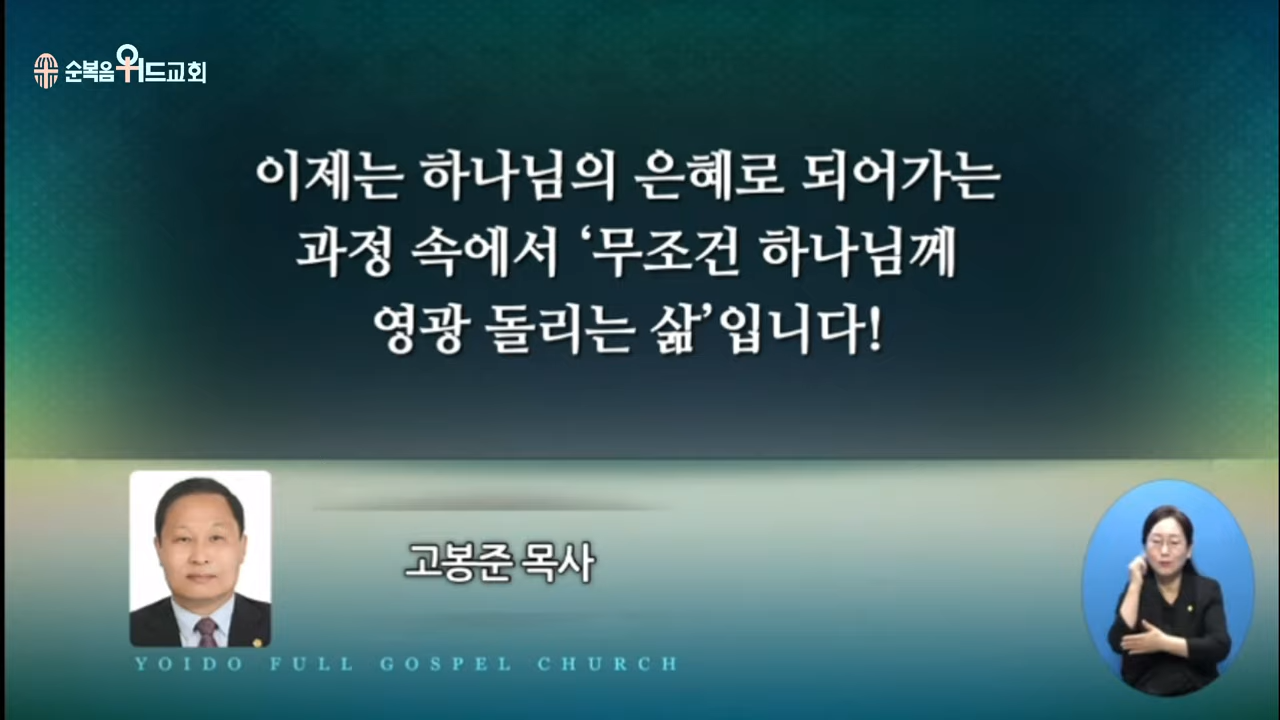 순복음위드교회
이제는 하나님의 은혜로 되어가는
과정 속에서 ‘무조건 하나님께
영광 돌리는 삶’입니다!
고봉준 목사
YOIDO FULL GOSPEL CHURCH